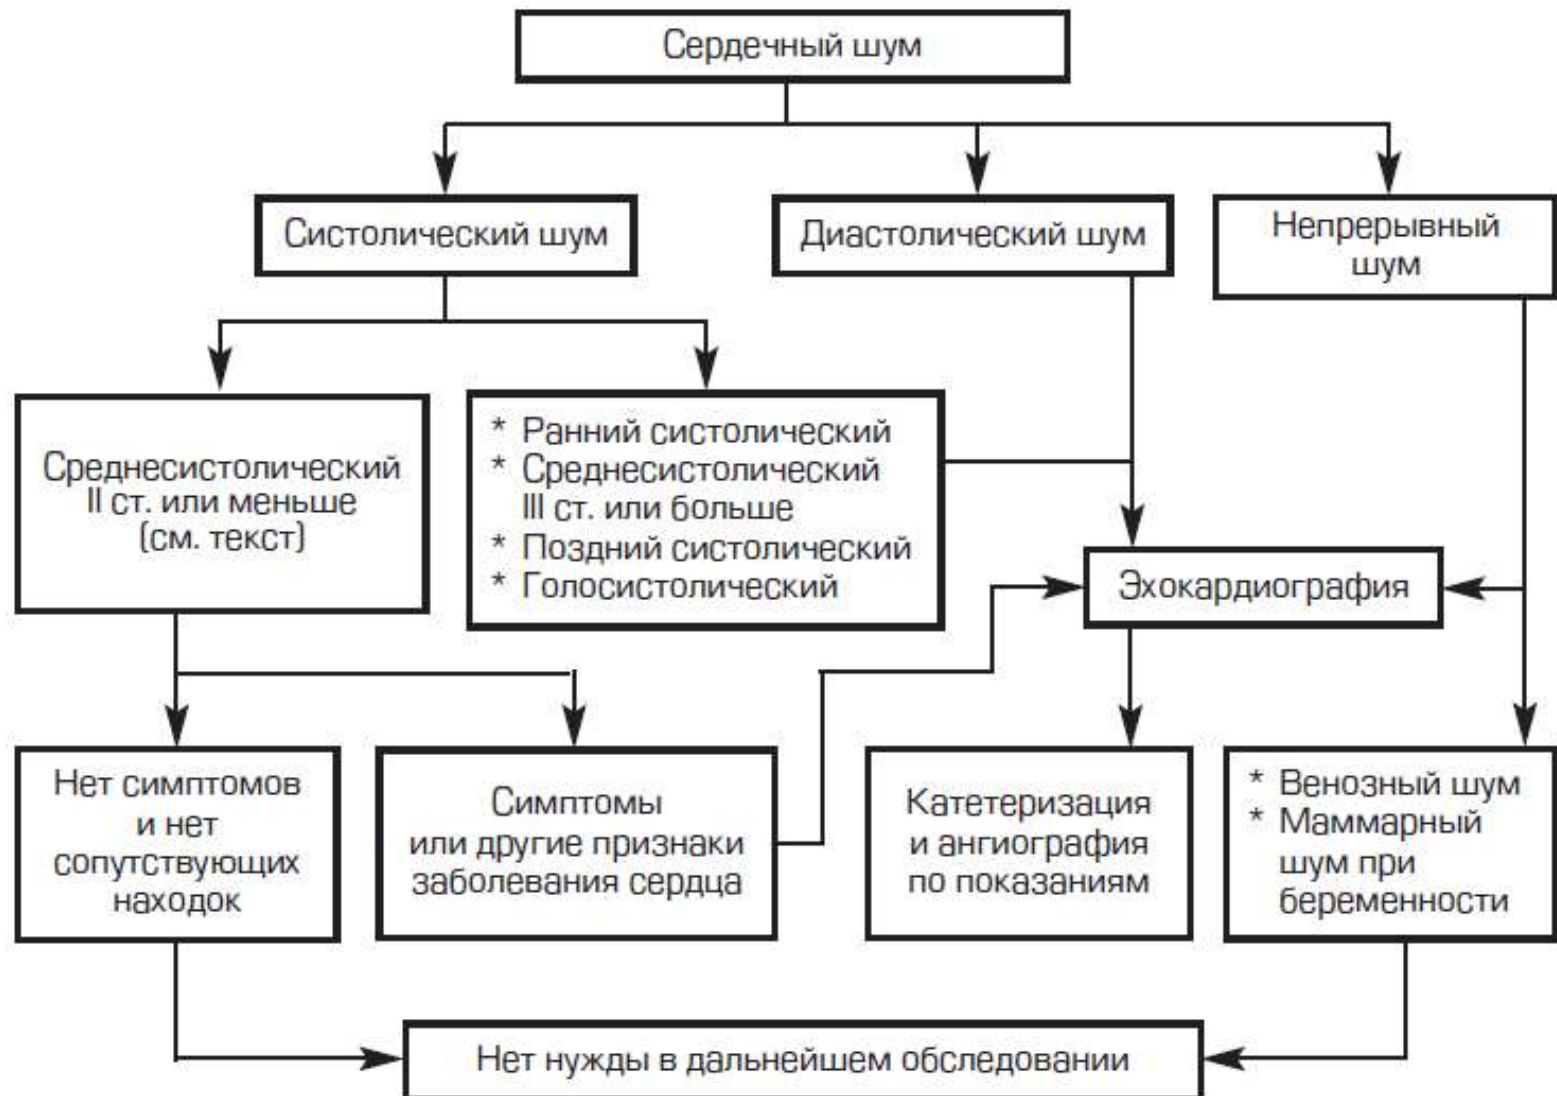 Сердечный шум
Систолический шум
Диастолический шум
Непрерывный
шум
Среднесистолический
II ст. или меньше
(см. текст)
* Ранний систолический
* Среднесистолический
III ст. или больше
* Поздний систолический
* Голосистолический
Эхокардиография
Нет симптомов
и нет
сопутствующих
находок
Симптомы
или другие признаки
заболевания сердца
Катетеризация
и ангиография
по показаниям
* Венозный шум
* Маммарный
шум при
беременности
Нет нужды в дальнейшем обследовании